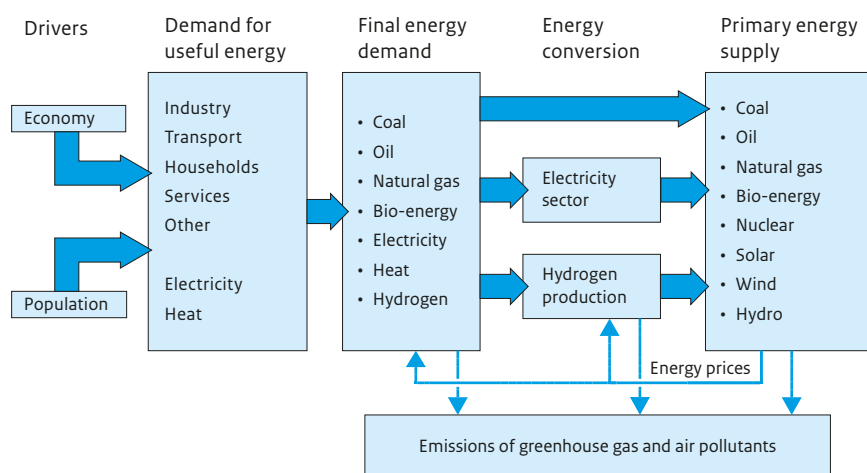 Drivers
Demand for
useful energy
Final energy
demand
Energy
conversion
Primary energy
supply
Economy
Population
Industry
Transport
Households
Services
Other
Electricity
Heat
• Coal
• Oil
• Natural gas
• Bio-energy
• Electricity
• Heat
• Hydrogen
Electricity
sector
Hydrogen
production
• Coal
• Oil
• Natural gas
• Bio-energy
• Nuclear
• Solar
• Wind
• Hydro
Energy prices
Emissions of greenhouse gas and air pollutants